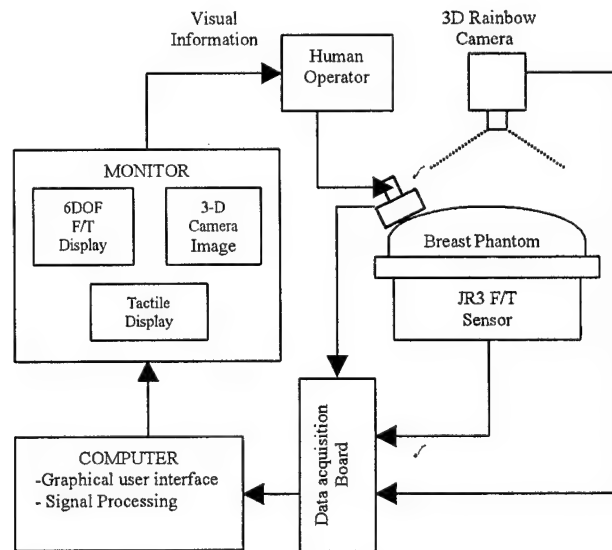 Visual
Information
3D Rainbow
Camera
Human
Operator
MONITOR
6DOF
F/T
Display
3-D
Camera
Image
Tactile
Display
Breast Phantom
JR3 F/T
Sensor
Data acquisition
Board
COMPUTER
-Graphical user interface
- Signal Processing